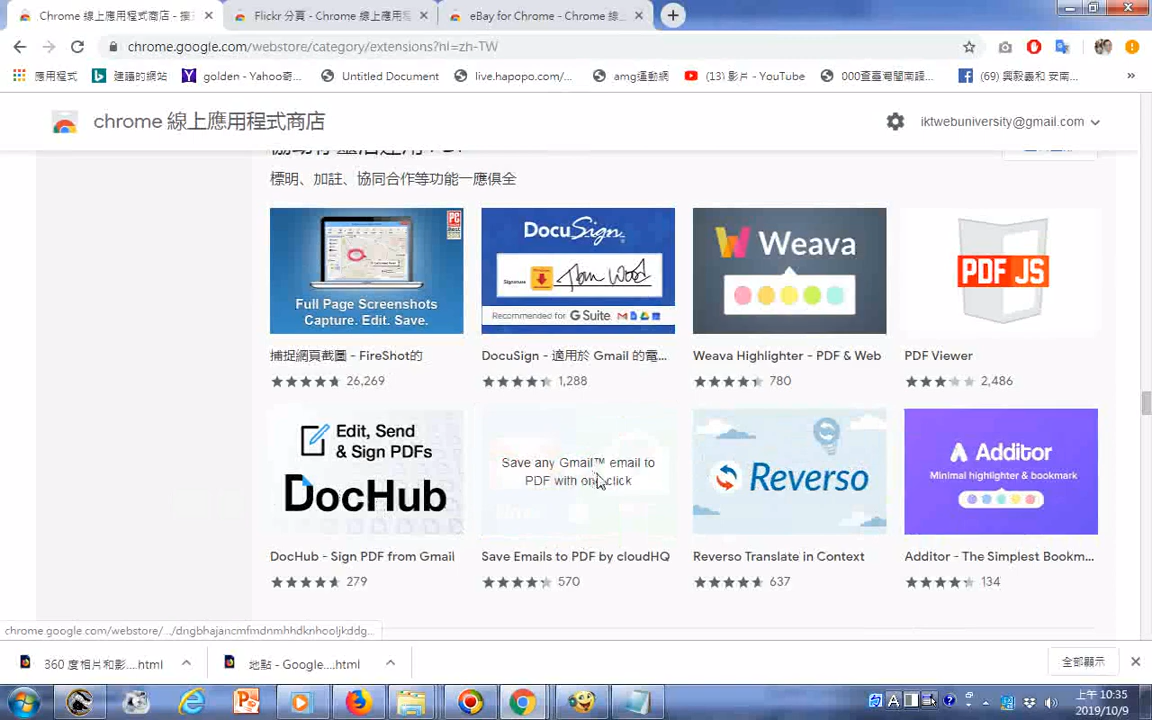 Chrome 線上應用程式商店 - 擴
Flickr 分頁 - Chrome 線上應用程
eBay for Chrome - Chrome 線
chrome.google.com/webstore/category/extensions?hl=zh-TW
應用程式
建議的網站
golden - Yahoo奇...
Untitled Document
live.hapopo.com/...
amg運動網
(13) 影片 - YouTube
000查臺灣閩南語...
(69) 吳毅義和 安南...
»
chrome 線上應用程式商店
iktwebuniversity@gmail.com
標明、加註、協同合作等功能一應俱全
Full Page Screenshots
Capture. Edit. Save.
DocuSign
Signature
Tom Wood
Recommended for G Suite
Weava
PDF JS
捕捉網頁截圖 - FireShot的
DocuSign - 適用於 Gmail 的電...
Weava Highlighter - PDF & Web
PDF Viewer
26,269
1,288
780
2,486
Edit, Send
& Sign PDFs
DocHub
Save any Gmail™ email to
PDF with one click
Reverso
Additor
Minimal highlighter & bookmark
DocHub - Sign PDF from Gmail
Save Emails to PDF by cloudHQ
Reverso Translate in Context
Additor - The Simplest Bookm...
279
570
637
134
chrome.google.com/webstore/.../dngbhajancmfmdnmhhdknhooljkddg...
360 度相片和影....html
地點 - Google....html
全部顯示
上午 10:35
2019/10/9